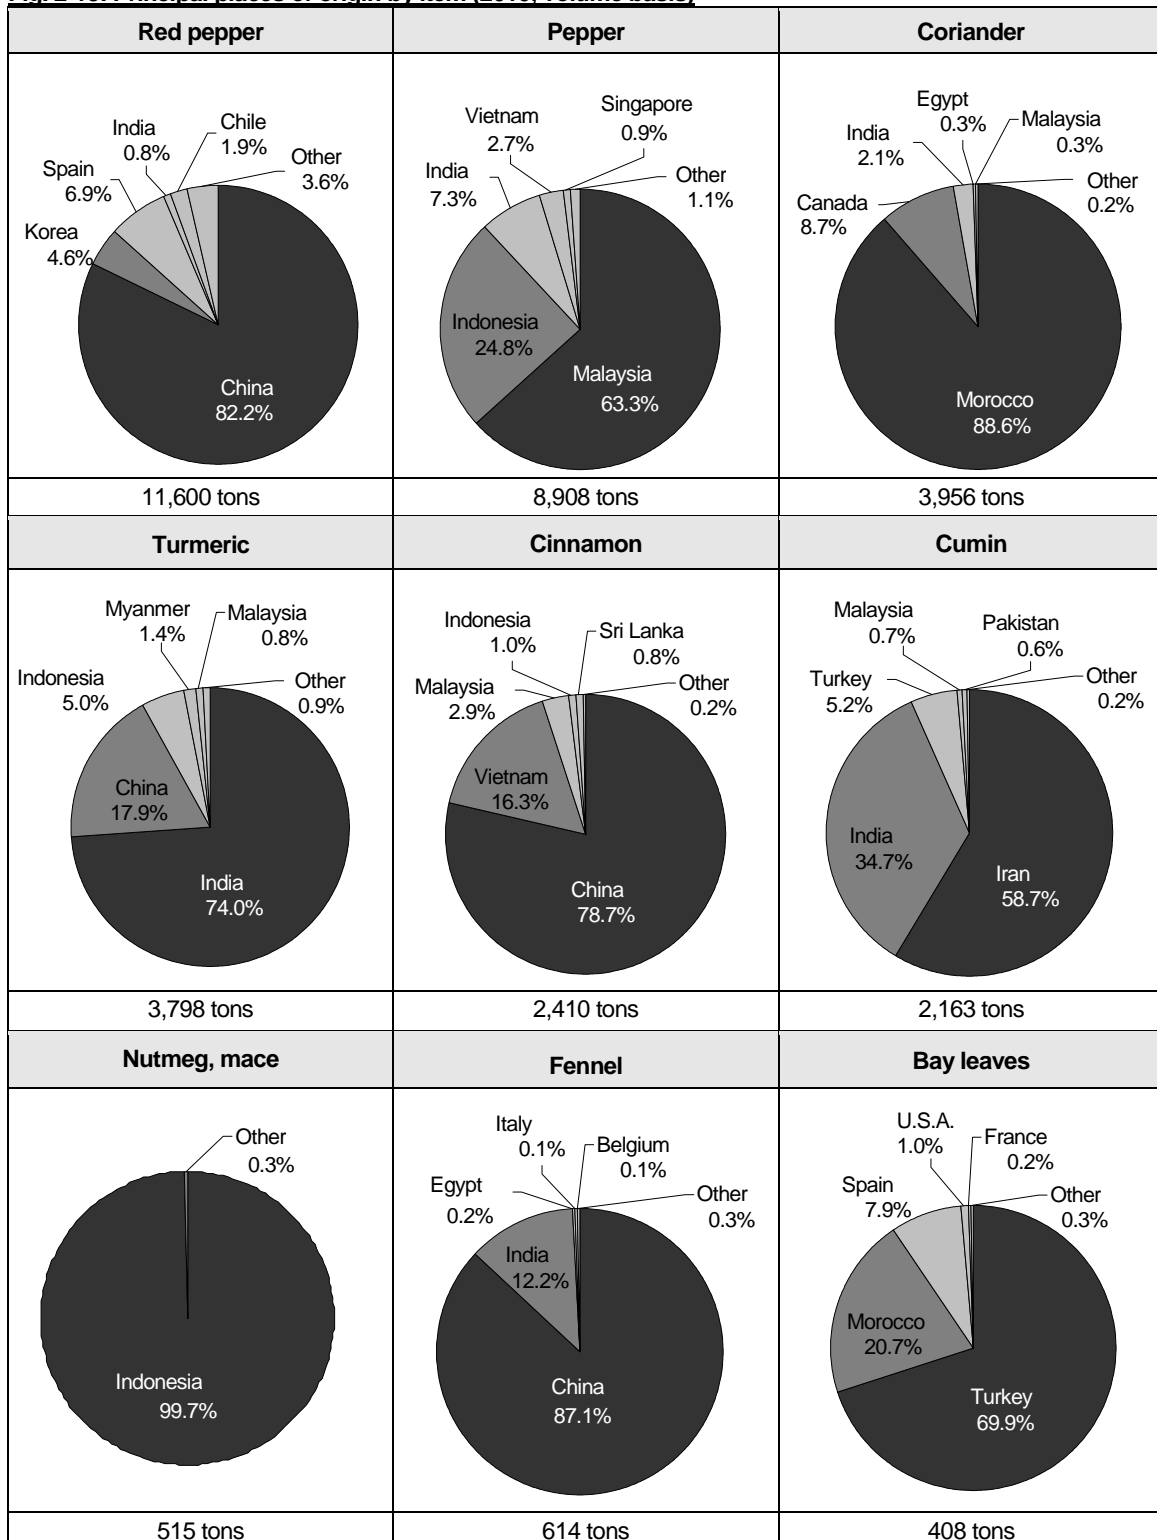 Red pepper
Pepper
Coriander
India
0.8%
Chile
1.9%
Spain
6.9%
Other
3.6%
Korea
4.6%
China
82.2%
Vietnam
2.7%
Singapore
0.9%
India
7.3%
Other
1.1%
Indonesia
24.8%
Malaysia
63.3%
Egypt
0.3%
Malaysia
0.3%
India
2.1%
Other
0.2%
Canada
8.7%
Morocco
88.6%
11,600 tons
8,908 tons
3,956 tons
Turmeric
Cinnamon
Cumin
Myanmer
1.4%
Malaysia
0.8%
Indonesia
5.0%
Other
0.9%
China
17.9%
India
74.0%
Indonesia
1.0%
Sri Lanka
0.8%
Malaysia
2.9%
Other
0.2%
Vietnam
16.3%
China
78.7%
Malaysia
0.7%
Pakistan
0.6%
Turkey
5.2%
Other
0.2%
India
34.7%
Iran
58.7%
3,798 tons
2,410 tons
2,163 tons
Nutmeg, mace
Fennel
Bay leaves
Other
0.3%
Indonesia
99.7%
Italy
0.1%
Belgium
0.1%
Egypt
0.2%
Other
0.3%
India
12.2%
China
87.1%
U.S.A.
1.0%
France
0.2%
Spain
7.9%
Other
0.3%
Morocco
20.7%
Turkey
69.9%
515 tons
614 tons
408 tons